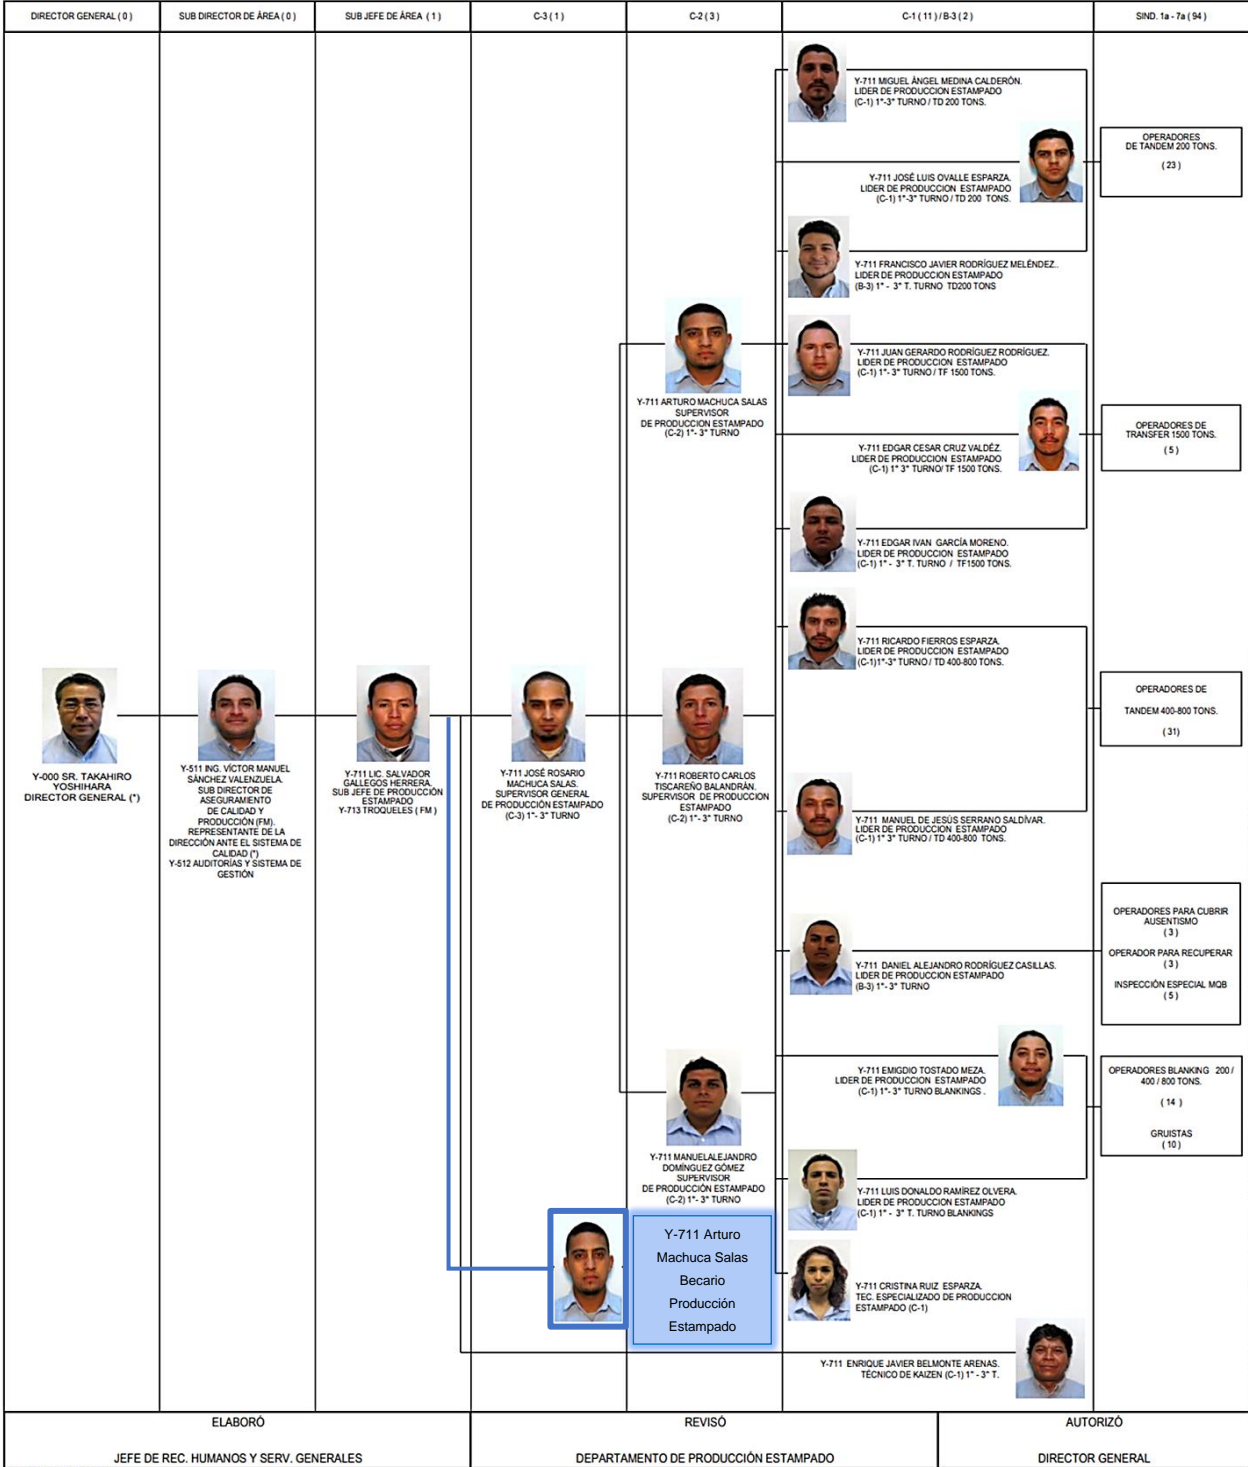 DIRECTOR GENERAL ( 0 )
SUB DIRECTOR DE ÁREA ( 0 )
SUB JEFE DE ÀREA ( 1 )
C-3 ( 1 )
C-2 ( 3 )
C-1 ( 11 ) / B-3 ( 2 )
SIND. 1a - 7a ( 94 )
Y-711 MIGUEL ÁNGEL MEDINA CALDERÓN.
LIDER DE PRODUCCION ESTAMPADO
(C-1) 1°-3° TURNO / TD 200 TONS.
OPERADORES
DE TANDEM 200 TONS.
( 23 )
Y-711 JOSÉ LUIS OVALLE ESPARZA.
LIDER DE PRODUCCION ESTAMPADO
(C-1) 1°-3° TURNO / TD 200 TONS.
Y-711 FRANCISCO JAVIER RODRÍGUEZ MELÉNDEZ..
LIDER DE PRODUCCION ESTAMPADO
(B-3) 1° - 3° T. TURNO TD200 TONS
Y-711 JUAN GERARDO RODRÍGUEZ RODRÍGUEZ.
LIDER DE PRODUCCION ESTAMPADO
(C-1) 1°- 3° TURNO / TF 1500 TONS.
Y-711 ARTURO MACHUCA SALAS
SUPERVISOR
DE PRODUCCION ESTAMPADO
(C-2) 1°- 3° TURNO
Y-711 EDGAR CESAR CRUZ VALDÉZ.
LIDER DE PRODUCCION ESTAMPADO
(C-1) 1° 3° TURNO/ TF 1500 TONS.
OPERADORES DE
TRANSFER 1500 TONS.
( 5 )
Y-711 EDGAR IVAN GARCÍA MORENO.
LIDER DE PRODUCCION ESTAMPADO
(C-1) 1° - 3° T. TURNO / TF1500 TONS.
Y-711 RICARDO FIERROS ESPARZA.
LIDER DE PRODUCCION ESTAMPADO
(C-1)1°-3° TURNO / TD 400-800 TONS.
OPERADORES DE
TANDEM 400-800 TONS.
( 31)
Y-000 SR. TAKAHIRO
YOSHIHARA
DIRECTOR GENERAL (*)
Y-511 ING. VÍCTOR MANUEL
SÁNCHEZ VALENZUELA.
SUB DIRECTOR DE
ASEGURAMIENTO
DE CALIDAD Y
PRODUCCIÓN (FM).
REPRESENTANTE DE LA
DIRECCIÓN ANTE EL SISTEMA DE
CALIDAD (*)
Y-512 AUDITORÍAS Y SISTEMA DE
GESTIÓN
Y-711 LIC. SALVADOR
GALLEGOS HERRERA.
SUB JEFE DE PRODUCCIÓN
ESTAMPADO
Y-713 TROQUELES ( FM )
Y-711 JOSÉ ROSARIO
MACHUCA SALAS.
SUPERVISOR GENERAL
DE PRODUCCIÓN ESTAMPADO
(C-3) 1°- 3° TURNO
Y-711 ROBERTO CARLOS
TISCAREÑO BALANDRÁN.
SUPERVISOR DE PRODUCCION
ESTAMPADO
(C-2) 1°- 3° TURNO
Y-711 MANUEL DE JESÚS SERRANO SALDÍVAR.
LIDER DE PRODUCCION ESTAMPADO
(C-1) 1° 3° TURNO / TD 400-800 TONS.
Y-711 DANIEL ALEJANDRO RODRÍGUEZ CASILLAS.
LIDER DE PRODUCCION ESTAMPADO
(B-3) 1°- 3° TURNO
OPERADORES PARA CUBRIR
AUSENTISMO
( 3 )
OPERADOR PARA RECUPERAR
( 3 )
INSPECCIÓN ESPECIAL MQB
( 5 )
Y-711 EMIGDIO TOSTADO MEZA.
LIDER DE PRODUCCION ESTAMPADO
(C-1) 1°- 3° TURNO BLANKINGS .
OPERADORES BLANKING 200 /
400 / 800 TONS.
( 14 )
GRUISTAS
( 10 )
Y-711 MANUELALEJANDRO
DOMÍNGUEZ GÓMEZ
SUPERVISOR
DE PRODUCCIÓN ESTAMPADO
(C-2) 1°- 3° TURNO
Y-711 LUIS DONALDO RAMÍREZ OLVERA.
LIDER DE PRODUCCION ESTAMPADO
(C-1) 1° - 3° T. TURNO BLANKINGS
Y-711 Arturo
Machuca Salas
Becario
Producción
Estampado
Y-711 CRISTINA RUIZ ESPARZA.
TEC. ESPECIALIZADO DE PRODUCCION
ESTAMPADO (C-1)
Y-711 ENRIQUE JAVIER BELMONTE ARENAS.
TÉCNICO DE KAIZEN (C-1) 1° - 3° T.
ELABORÓ
REVISÓ
AUTORIZÓ
JEFE DE REC. HUMANOS Y SERV. GENERALES
DEPARTAMENTO DE PRODUCCIÓN ESTAMPADO
DIRECTOR GENERAL